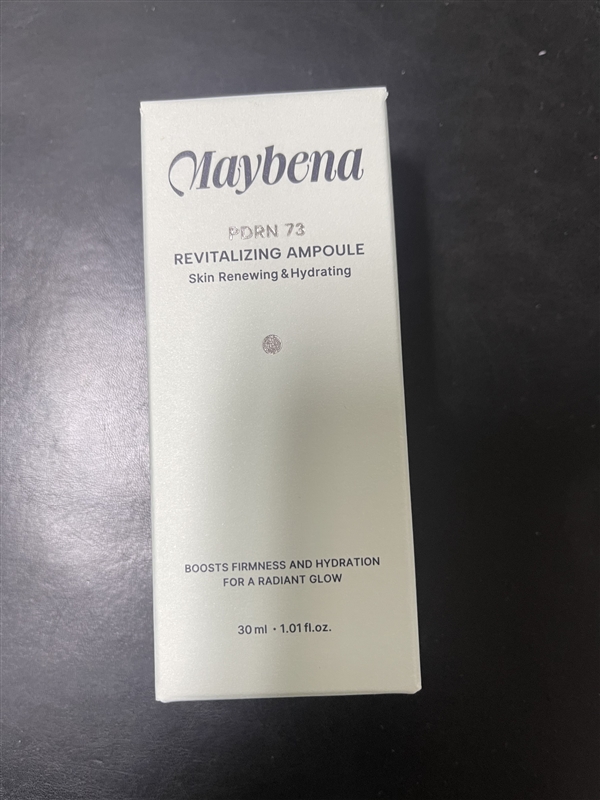 Maybena
PDRN 73
REVITALIZING AMPOULE
Skin Renewing & Hydrating
BOOSTS FIRMNESS AND HYDRATION
FOR A RADIANT GLOW
30 ml · 1.01 fl.oz.